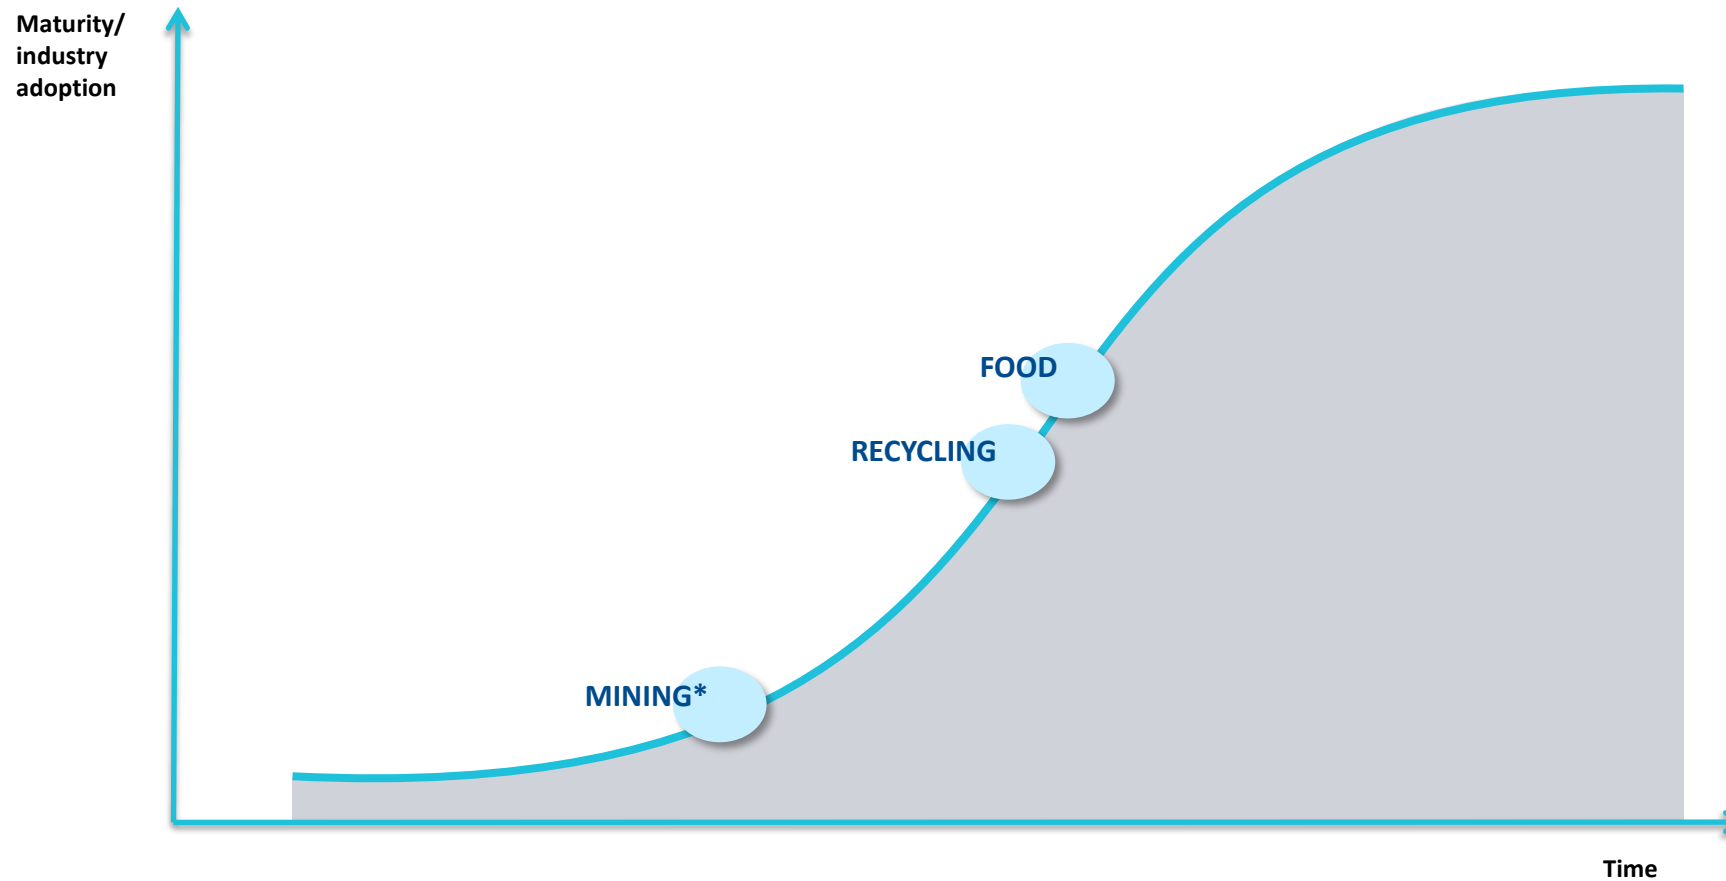 Maturity/
industry
adoption
FOOD
RECYCLING
MINING*
Time